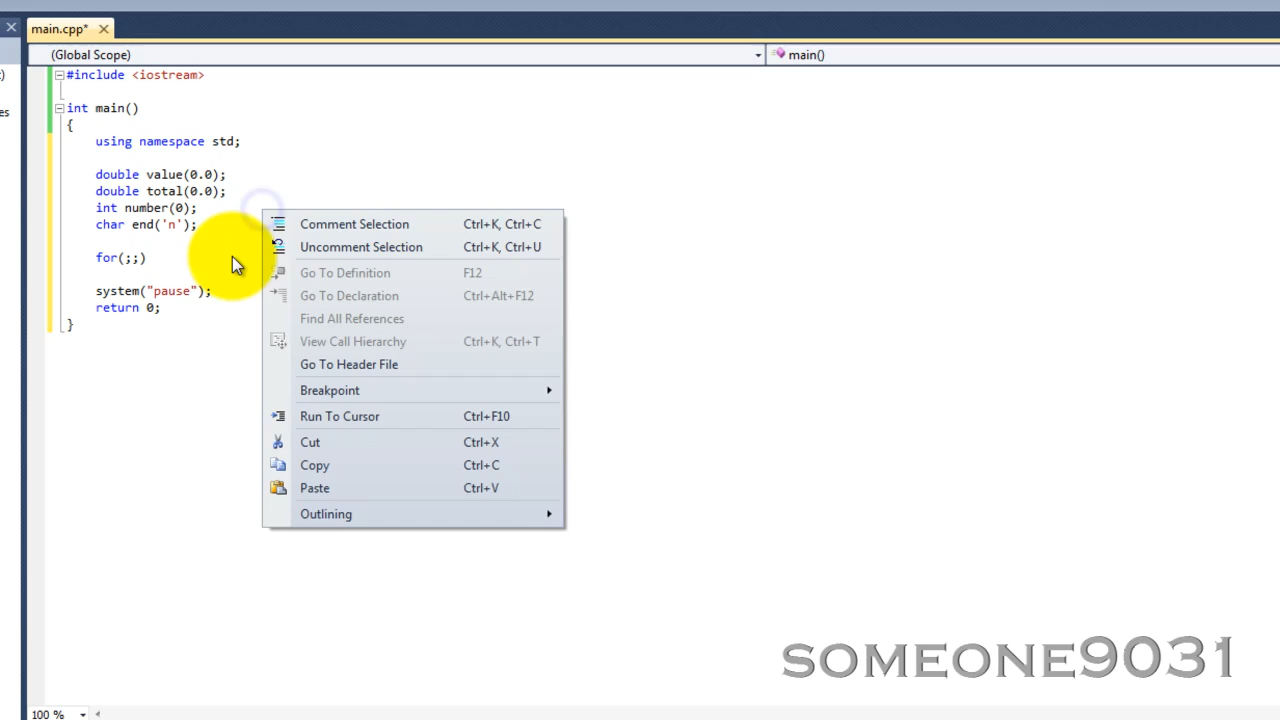 main.cpp*
(Global Scope)
main()
#include <iostream>
int main()
{
using namespace std;
double value(0.0);
double total(0.0);
int number(0);
char end('n');
for(;;)
system("pause");
return 0;
}
Comment Selection Ctrl+K, Ctrl+C
Uncomment Selection Ctrl+K, Ctrl+U
Go To Definition F12
Go To Declaration Ctrl+Alt+F12
Find All References
View Call Hierarchy Ctrl+K, Ctrl+T
Go To Header File
Breakpoint
Run To Cursor Ctrl+F10
Cut Ctrl+X
Copy Ctrl+C
Paste Ctrl+V
Outlining
SOMEONE9031
100 %